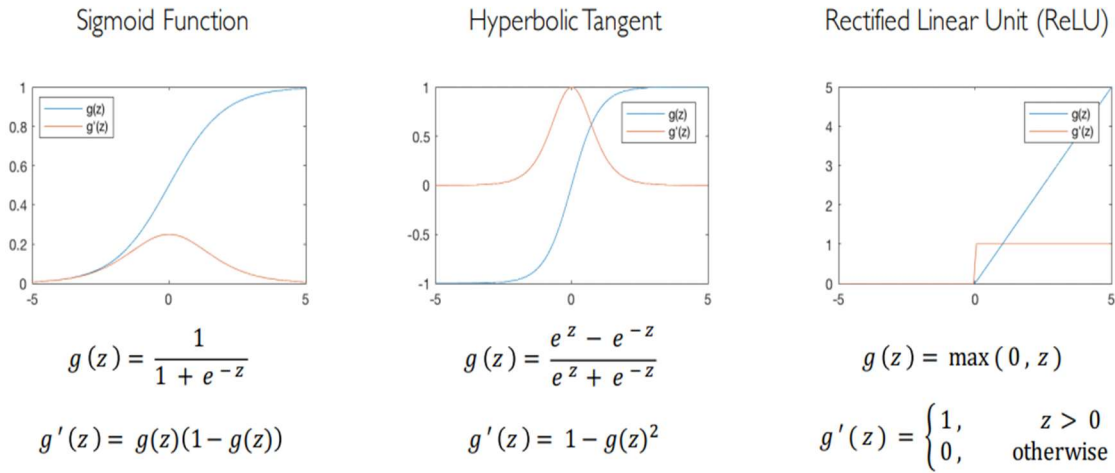 Sigmoid Function
1
0.8
0.6
0.4
0.2
0
-5
0
5
g(z)
g'(z)
g(z) = 1 / (1 + e^-z)
g'(z) = g(z)(1 − g(z))
Hyperbolic Tangent
1
0.5
0
-0.5
-1
-5
0
5
g(z)
g'(z)
g(z) = (e^z − e^-z) / (e^z + e^-z)
g'(z) = 1 − g(z)^2
Rectified Linear Unit (ReLU)
5
4
3
2
1
0
-5
0
5
g(z)
g'(z)
g(z) = max(0, z)
g'(z) = { 1, z > 0
0, otherwise